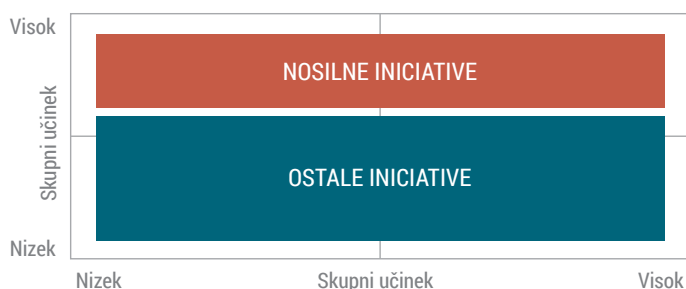 Visok
NOSILNE INICIATIVE
Skupni učinek
OSTALE INICIATIVE
Nizek
Nizek
Skupni učinek
Visok